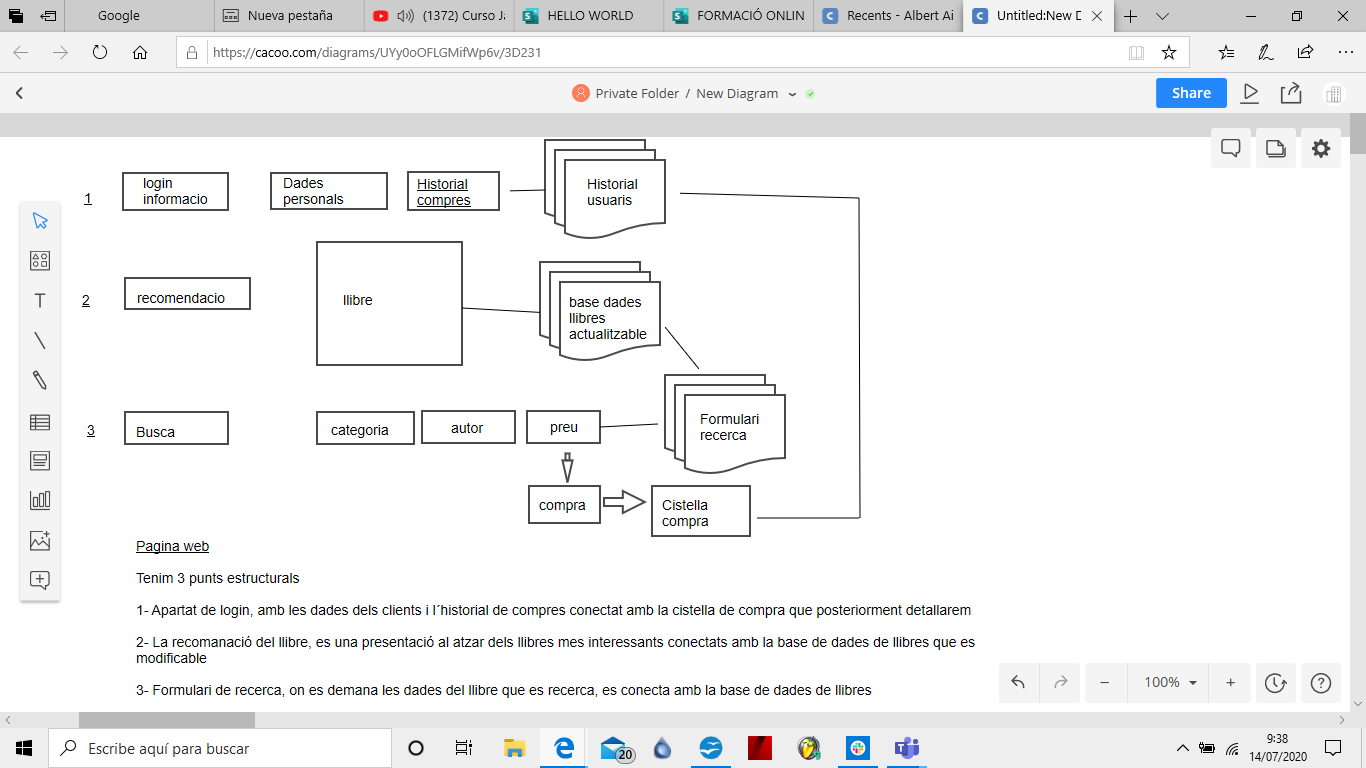 Google
Nueva pestaña
(1372) Curso Ja
HELLO WORLD
FORMACIÓ ONLIN
Recents - Albert Ai
Untitled:New D
https://cacoo.com/diagrams/UYy0oOFLGMifWp6v/3D231
Private Folder / New Diagram
Share
1
login
informacio
Dades
personals
Historial
compres
Historial
usuaris
2
recomendacio
llibre
base dades
llibres
actualitzable
3
Busca
categoria
autor
preu
Formulari
recerca
compra
Cistella
compra
Pagina web
Tenim 3 punts estructurals
1- Apartat de login, amb les dades dels clients i l´historial de compres conectat amb la cistella de compra que posteriorment detallarem
2- La recomanació del llibre, es una presentació al atzar dels llibres mes interessants conectats amb la base de dades de llibres que es
modificable
3- Formulari de recerca, on es demana les dades del llibre que es recerca, es conecta amb la base de dades de llibres
100%
Escribe aquí para buscar
20
9:38
14/07/2020